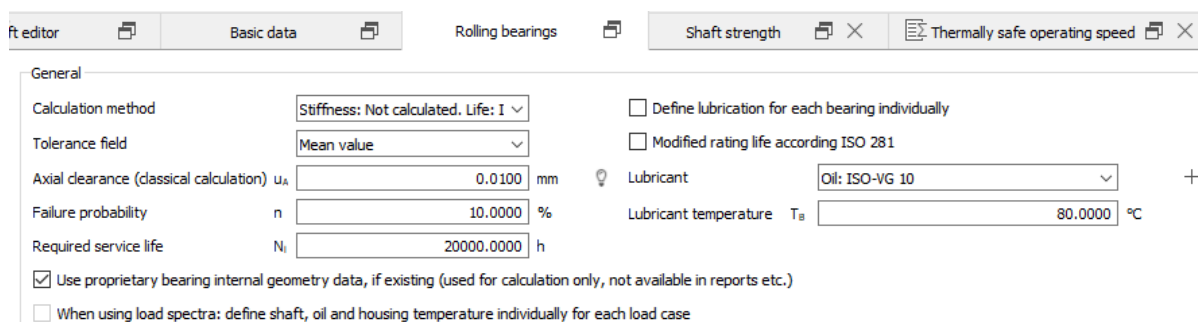 ft editor Basic data Rolling bearings Shaft strength Thermally safe operating speed
General
Calculation method Stiffness: Not calculated. Life: I Define lubrication for each bearing individually
Tolerance field Mean value Modified rating life according ISO 281
Axial clearance (classical calculation) uA 0.0100 mm Lubricant Oil: ISO-VG 10
Failure probability n 10.0000 % Lubricant temperature TB 80.0000 °C
Required service life NI 20000.0000 h
Use proprietary bearing internal geometry data, if existing (used for calculation only, not available in reports etc.)
When using load spectra: define shaft, oil and housing temperature individually for each load case